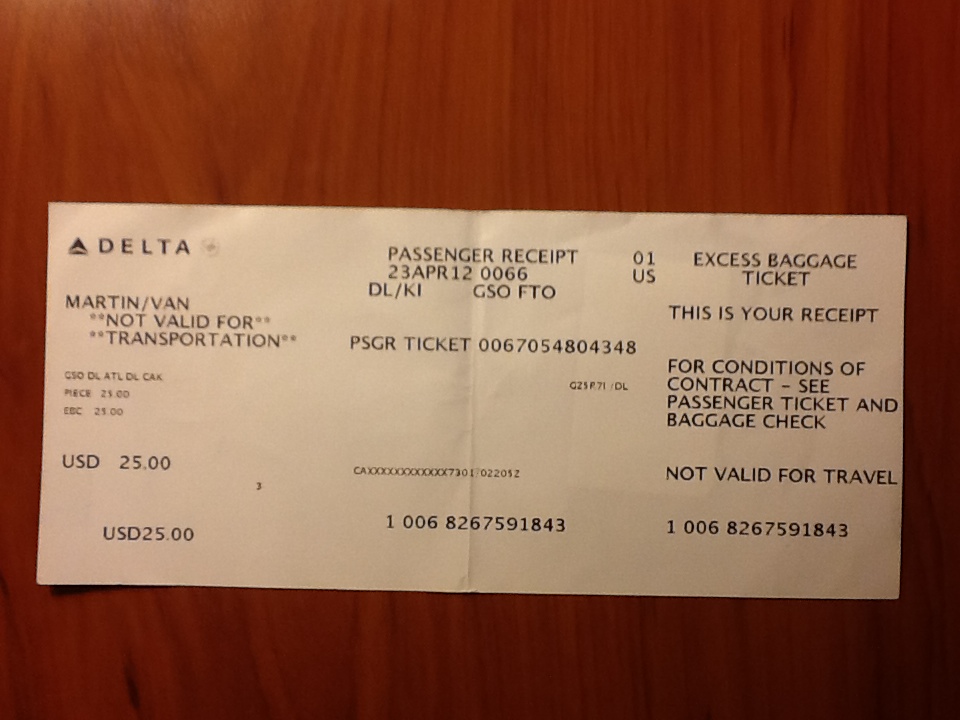 DELTA
PASSENGER RECEIPT 01 EXCESS BAGGAGE
23APR12 0066 US TICKET
MARTIN/VAN DL/KI GSO FTO
**NOT VALID FOR** THIS IS YOUR RECEIPT
**TRANSPORTATION** PSGR TICKET 0067054804348
GSO DL ATL DL CAK FOR CONDITIONS OF
PIECE 25.00 GZSP7I /DL CONTRACT - SEE
EBC 25.00 PASSENGER TICKET AND
BAGGAGE CHECK
USD 25.00
3 CAXXXXXXXXXXXX7301/022052 NOT VALID FOR TRAVEL
USD25.00 1 006 8267591843 1 006 8267591843